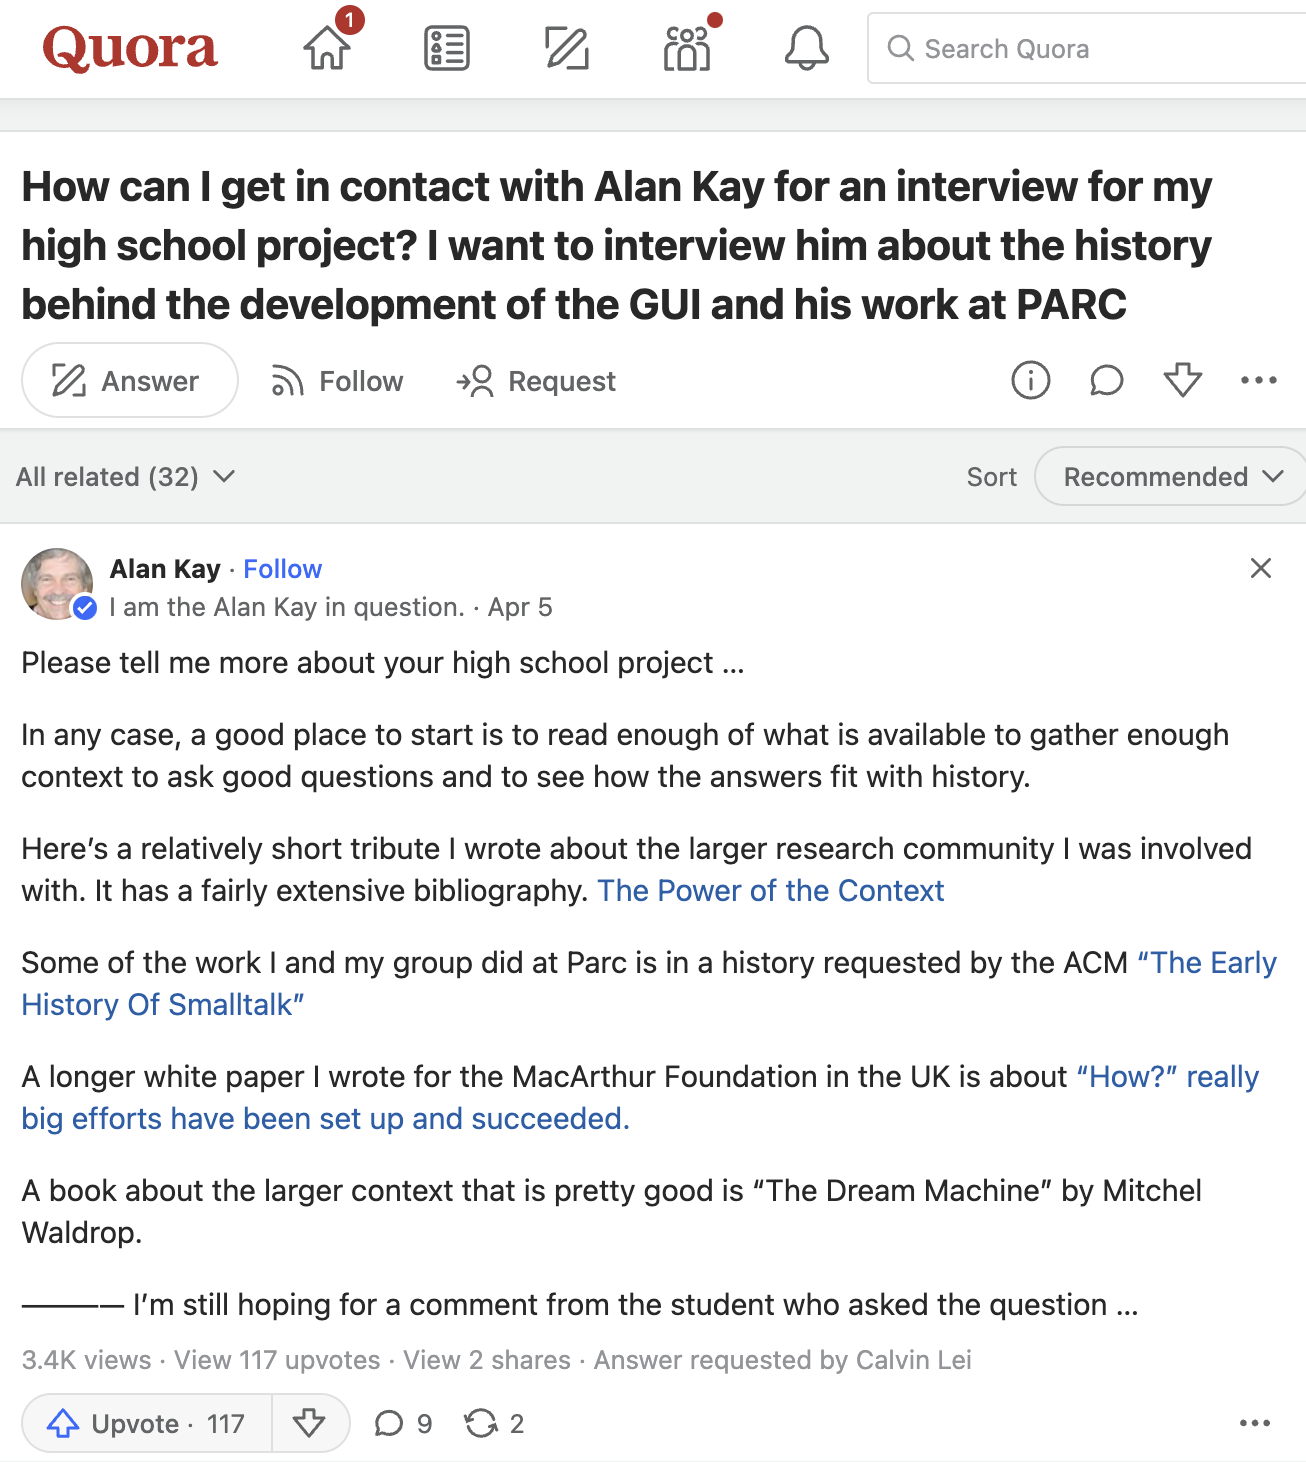 Quora
1
Search Quora
How can I get in contact with Alan Kay for an interview for my
high school project? I want to interview him about the history
behind the development of the GUI and his work at PARC
Answer
Follow
Request
All related (32)
Sort
Recommended
Alan Kay · Follow
I am the Alan Kay in question. · Apr 5
Please tell me more about your high school project ...
In any case, a good place to start is to read enough of what is available to gather enough
context to ask good questions and to see how the answers fit with history.
Here’s a relatively short tribute I wrote about the larger research community I was involved
with. It has a fairly extensive bibliography. The Power of the Context
Some of the work I and my group did at Parc is in a history requested by the ACM “The Early
History Of Smalltalk”
A longer white paper I wrote for the MacArthur Foundation in the UK is about “How?” really
big efforts have been set up and succeeded.
A book about the larger context that is pretty good is “The Dream Machine” by Mitchel
Waldrop.
———— I’m still hoping for a comment from the student who asked the question ...
3.4K views · View 117 upvotes · View 2 shares · Answer requested by Calvin Lei
Upvote · 117
9
2